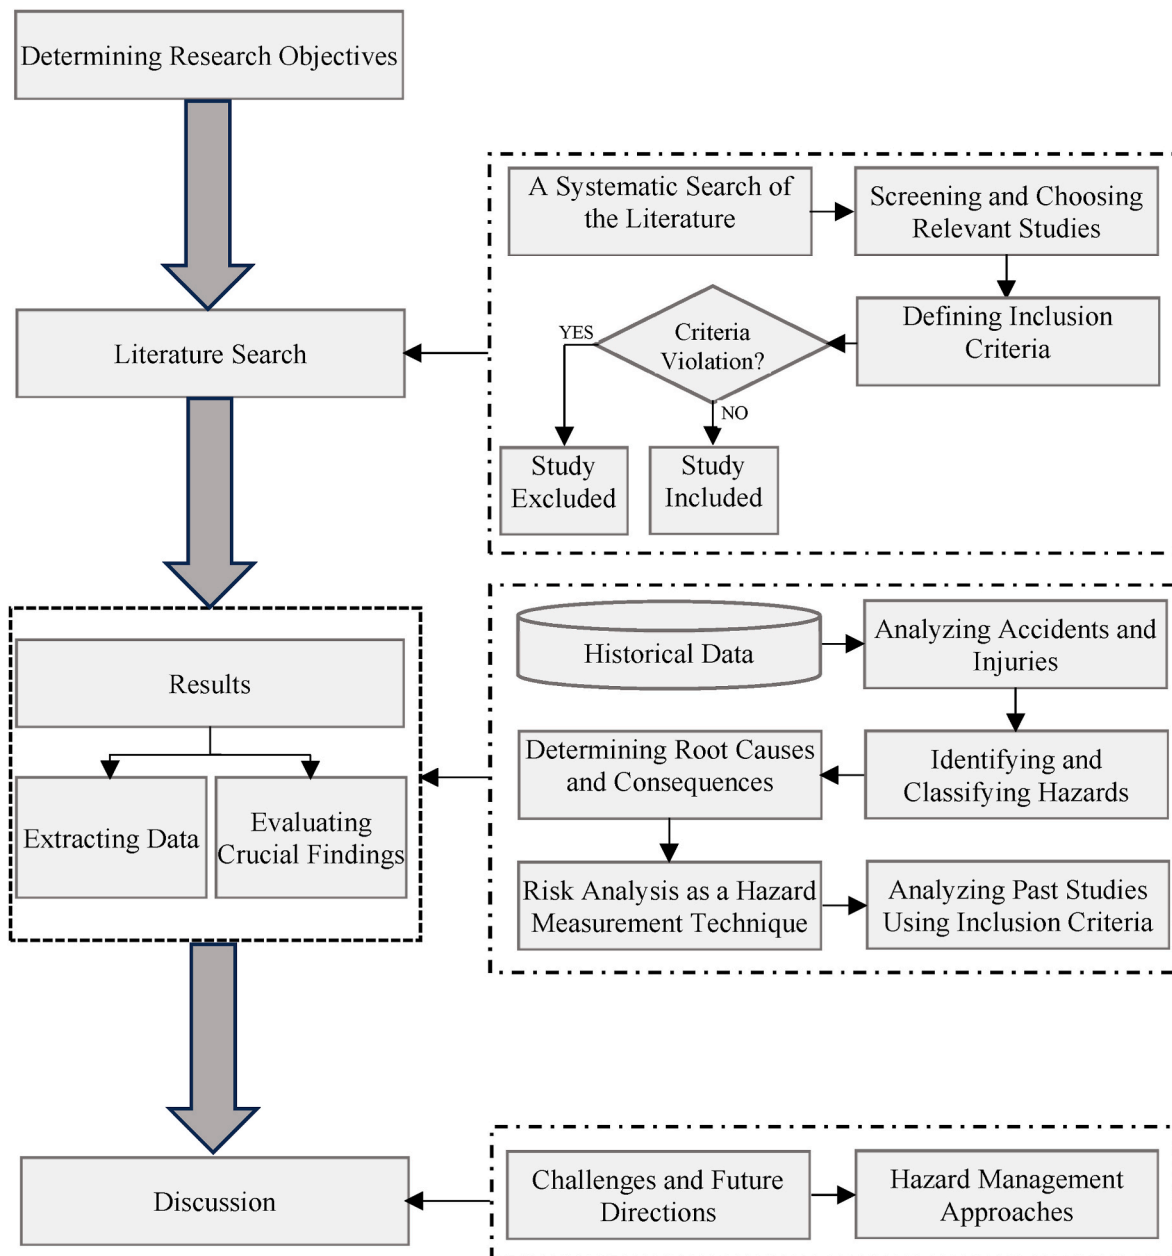 Determining Research Objectives
A Systematic Search of
the Literature
Screening and Choosing
Relevant Studies
Literature Search
YES
Criteria
Violation?
Defining Inclusion
Criteria
NO
Study
Excluded
Study
Included
Results
Extracting Data
Evaluating
Crucial Findings
Historical Data
Analyzing Accidents and
Injuries
Determining Root Causes
and Consequences
Identifying and
Classifying Hazards
Risk Analysis as a Hazard
Measurement Technique
Analyzing Past Studies
Using Inclusion Criteria
Discussion
Challenges and Future
Directions
Hazard Management
Approaches